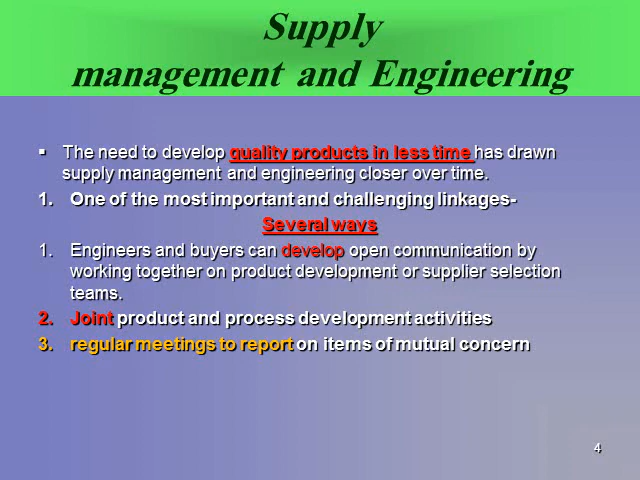 Supply
management and Engineering
▪ The need to develop quality products in less time has drawn
supply management and engineering closer over time.
1. One of the most important and challenging linkages-
Several ways
1. Engineers and buyers can develop open communication by
working together on product development or supplier selection
teams.
2. Joint product and process development activities
3. regular meetings to report on items of mutual concern
4